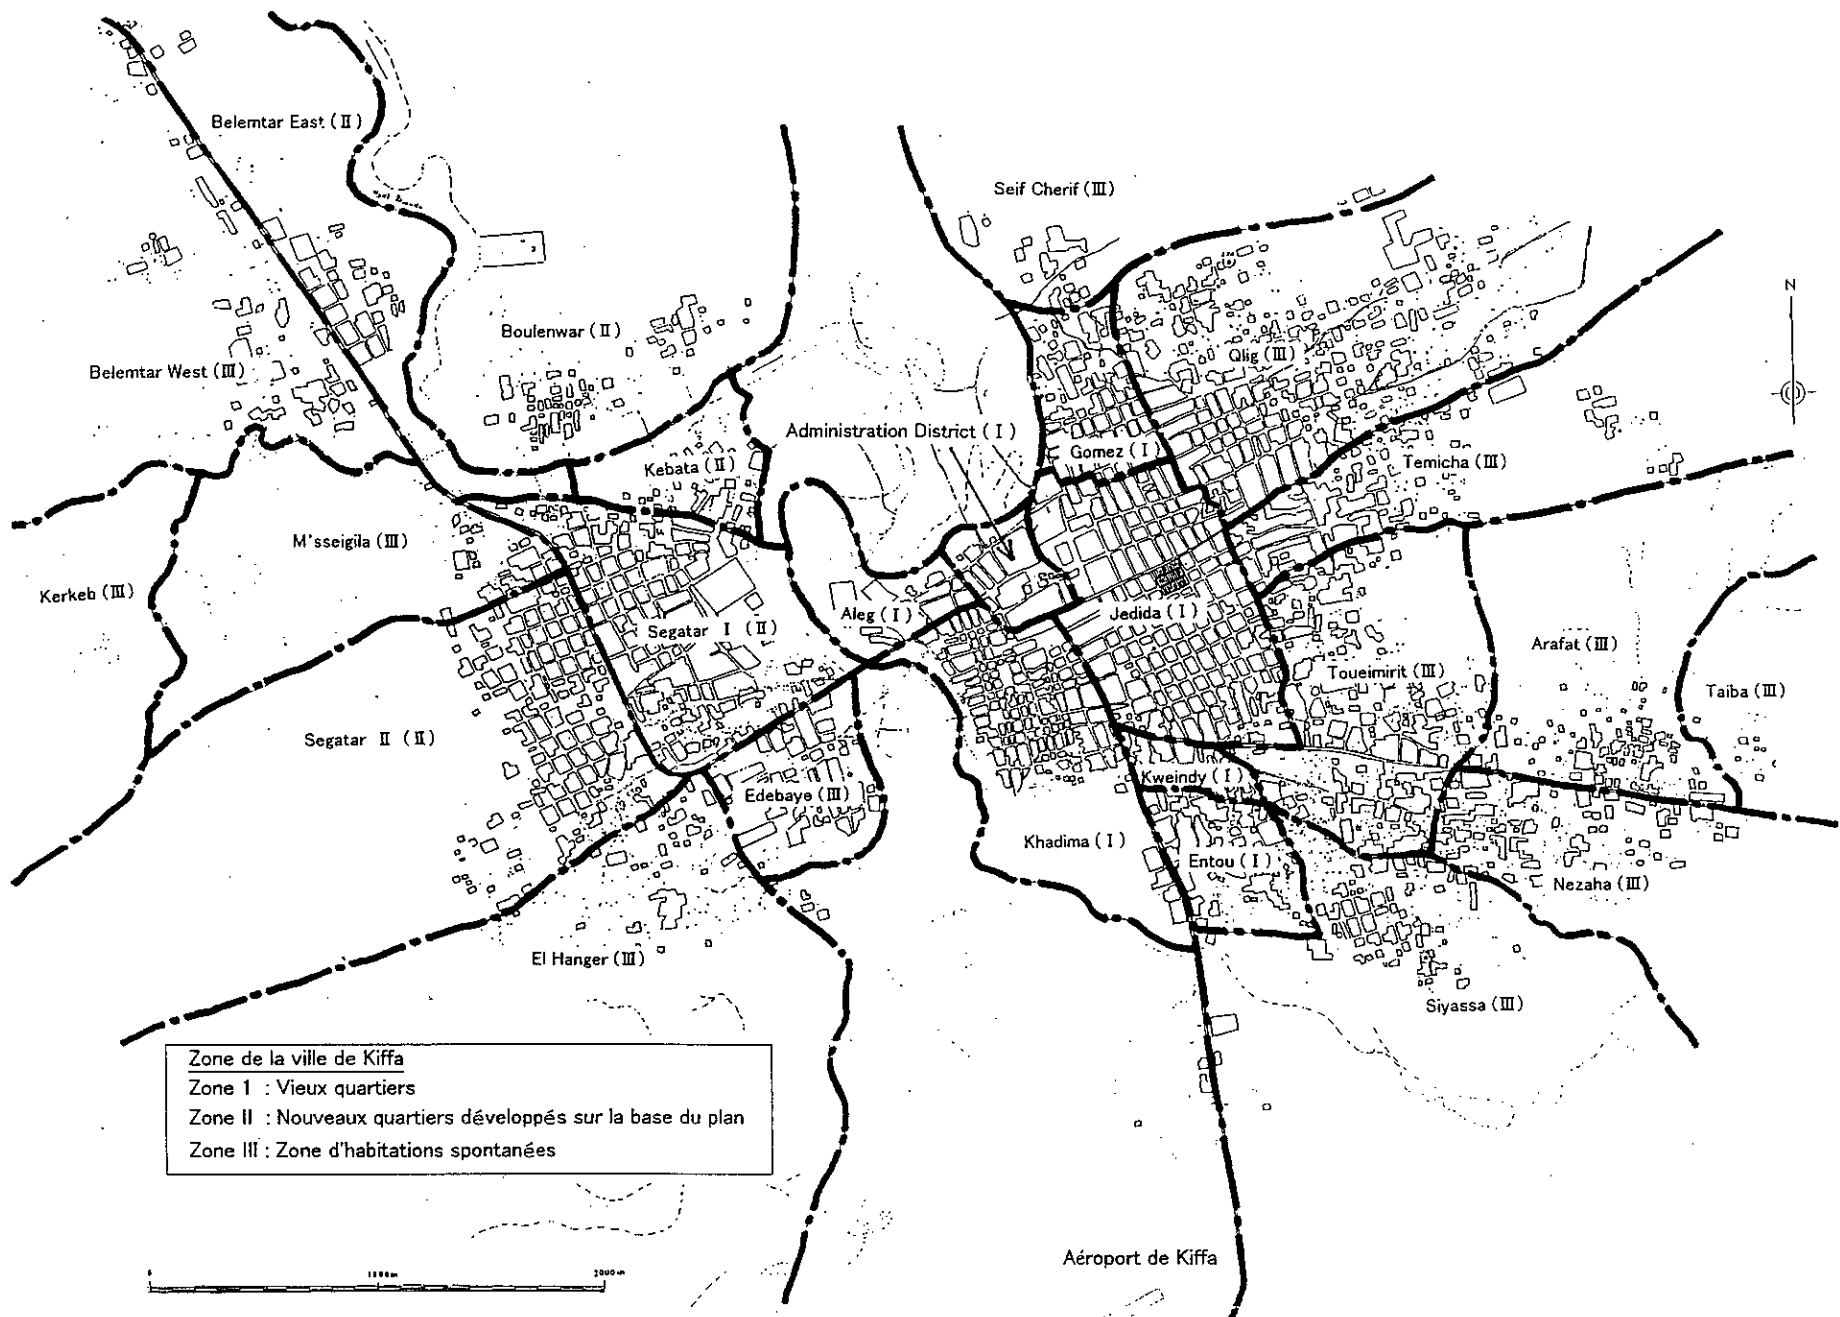 Belemtar East (Ⅱ)
Seif Cherif (Ⅲ)
N
Boulenwar (Ⅱ)
Qlig (Ⅲ)
Belemtar West (Ⅲ)
Administration District (Ⅰ)
Gomez (Ⅰ)
Kebata (Ⅱ)
Temicha (Ⅲ)
M'sseigila (Ⅲ)
Kerkeb (Ⅲ)
Aleg (Ⅰ)
Jedida (Ⅰ)
Segatar Ⅰ (Ⅱ)
Arafat (Ⅲ)
Toueimirit (Ⅲ)
Taiba (Ⅲ)
Segatar Ⅱ (Ⅱ)
Kweindy (Ⅰ)
Edebaye (Ⅲ)
Khadima (Ⅰ)
Entou (Ⅰ)
Nezaha (Ⅲ)
El Hanger (Ⅲ)
Siyassa (Ⅲ)
Zone de la ville de Kiffa
Zone 1 : Vieux quartiers
Zone II : Nouveaux quartiers développés sur la base du plan
Zone III : Zone d'habitations spontanées
Aéroport de Kiffa
0 1000m 2000m